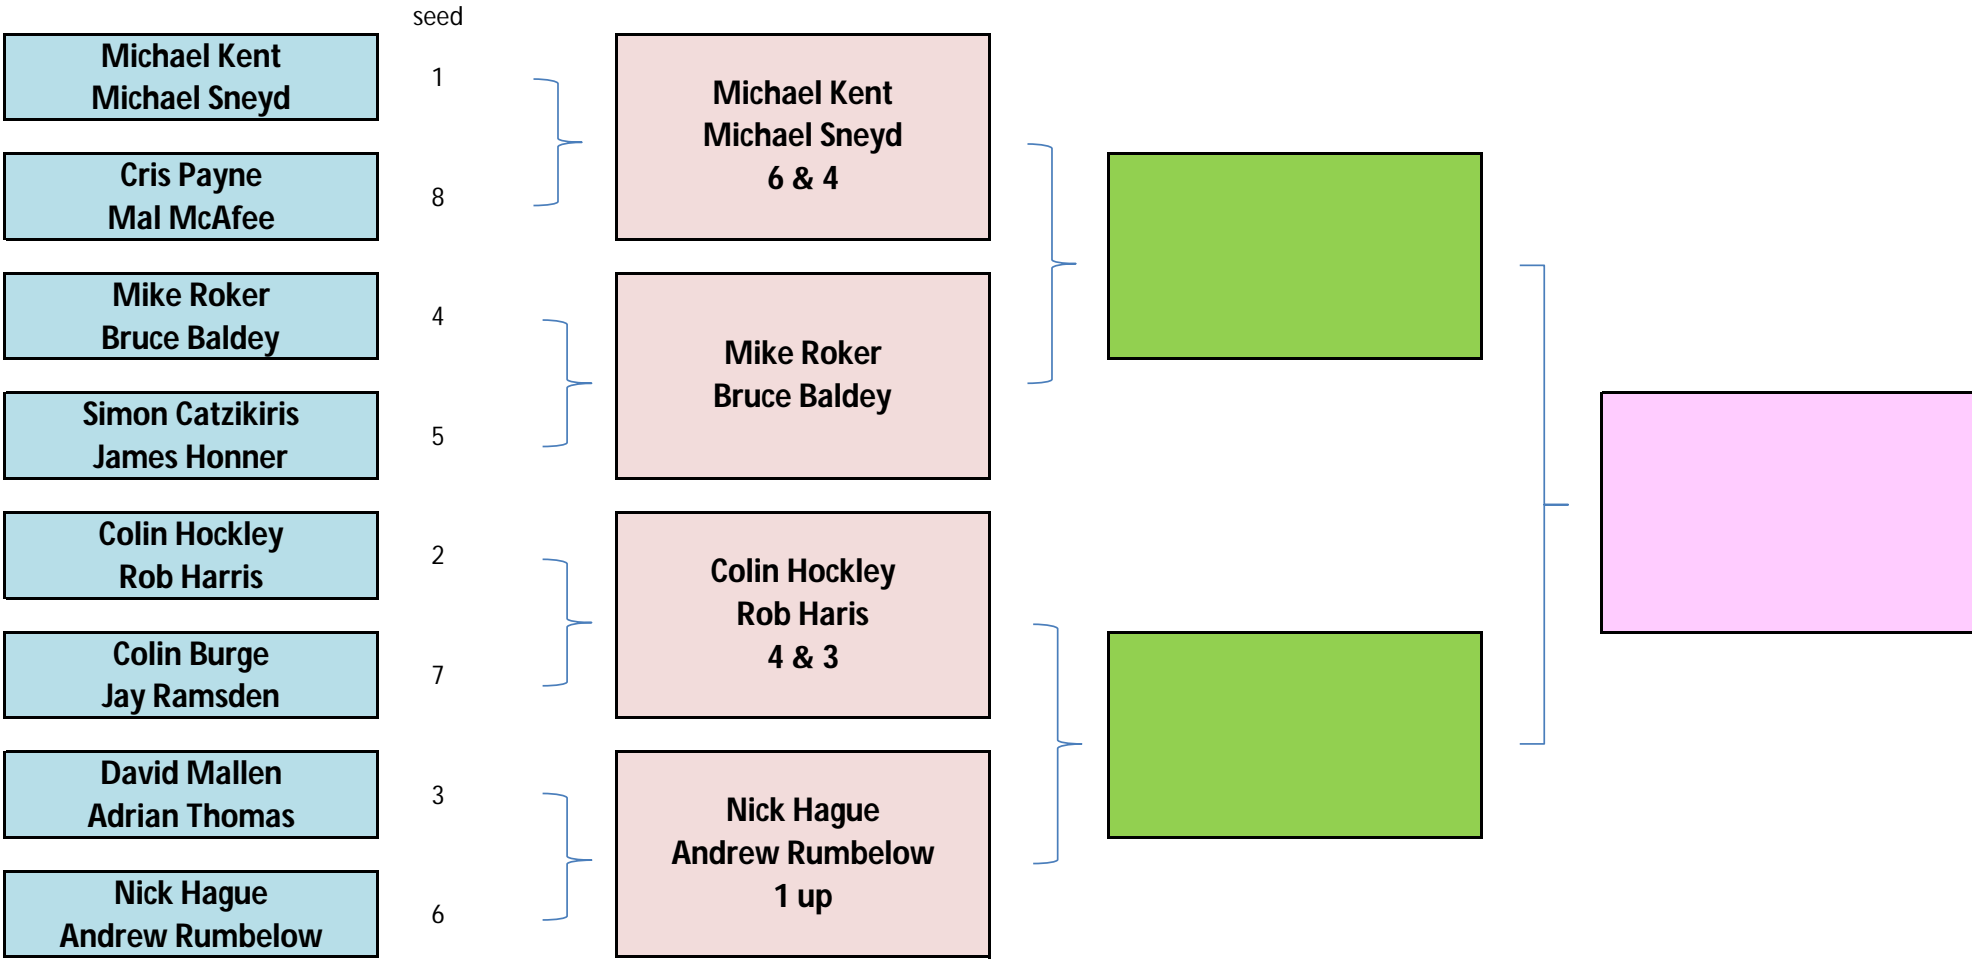 seed
Michael Kent
Michael Sneyd
1
Cris Payne
Mal McAfee
8
Mike Roker
Bruce Baldey
4
Simon Catzikiris
James Honner
5
Colin Hockley
Rob Harris
2
Colin Burge
Jay Ramsden
7
David Mallen
Adrian Thomas
3
Nick Hague
Andrew Rumbelow
6
Michael Kent
Michael Sneyd
6 & 4
Mike Roker
Bruce Baldey
Colin Hockley
Rob Haris
4 & 3
Nick Hague
Andrew Rumbelow
1 up